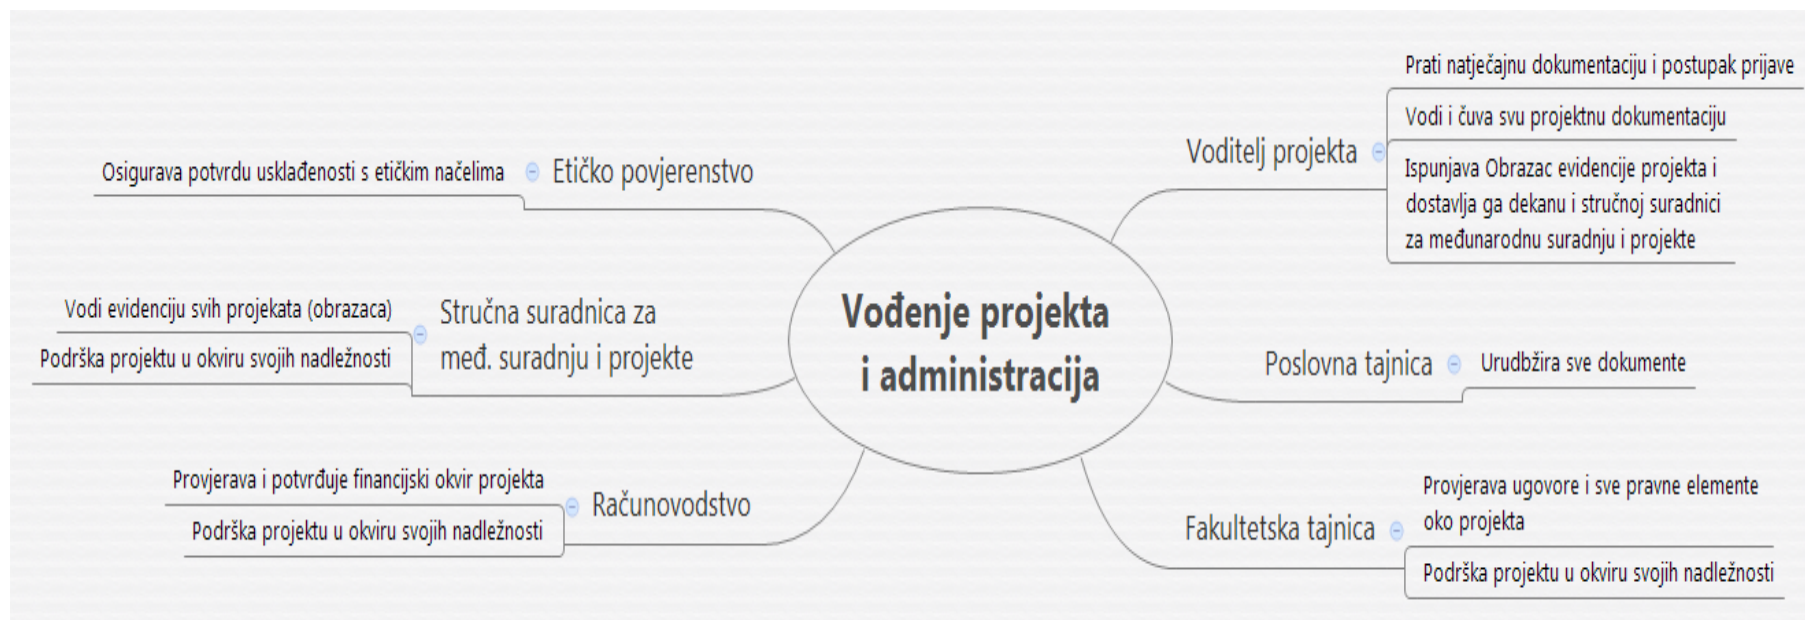 Vođenje projekta
i administracija
Voditelj projekta
Prati natječajnu dokumentaciju i postupak prijave
Vodi i čuva svu projektnu dokumentaciju
Ispunjava Obrazac evidencije projekta i
dostavlja ga dekanu i stručnoj suradnici
za međunarodnu suradnju i projekte
Poslovna tajnica
Urudbžira sve dokumente
Fakultetska tajnica
Provjerava ugovore i sve pravne elemente
oko projekta
Podrška projektu u okviru svojih nadležnosti
Etičko povjerenstvo
Osigurava potvrdu usklađenosti s etičkim načelima
Stručna suradnica za
međ. suradnju i projekte
Vodi evidenciju svih projekata (obrazaca)
Podrška projektu u okviru svojih nadležnosti
Računovodstvo
Provjerava i potvrđuje financijski okvir projekta
Podrška projektu u okviru svojih nadležnosti